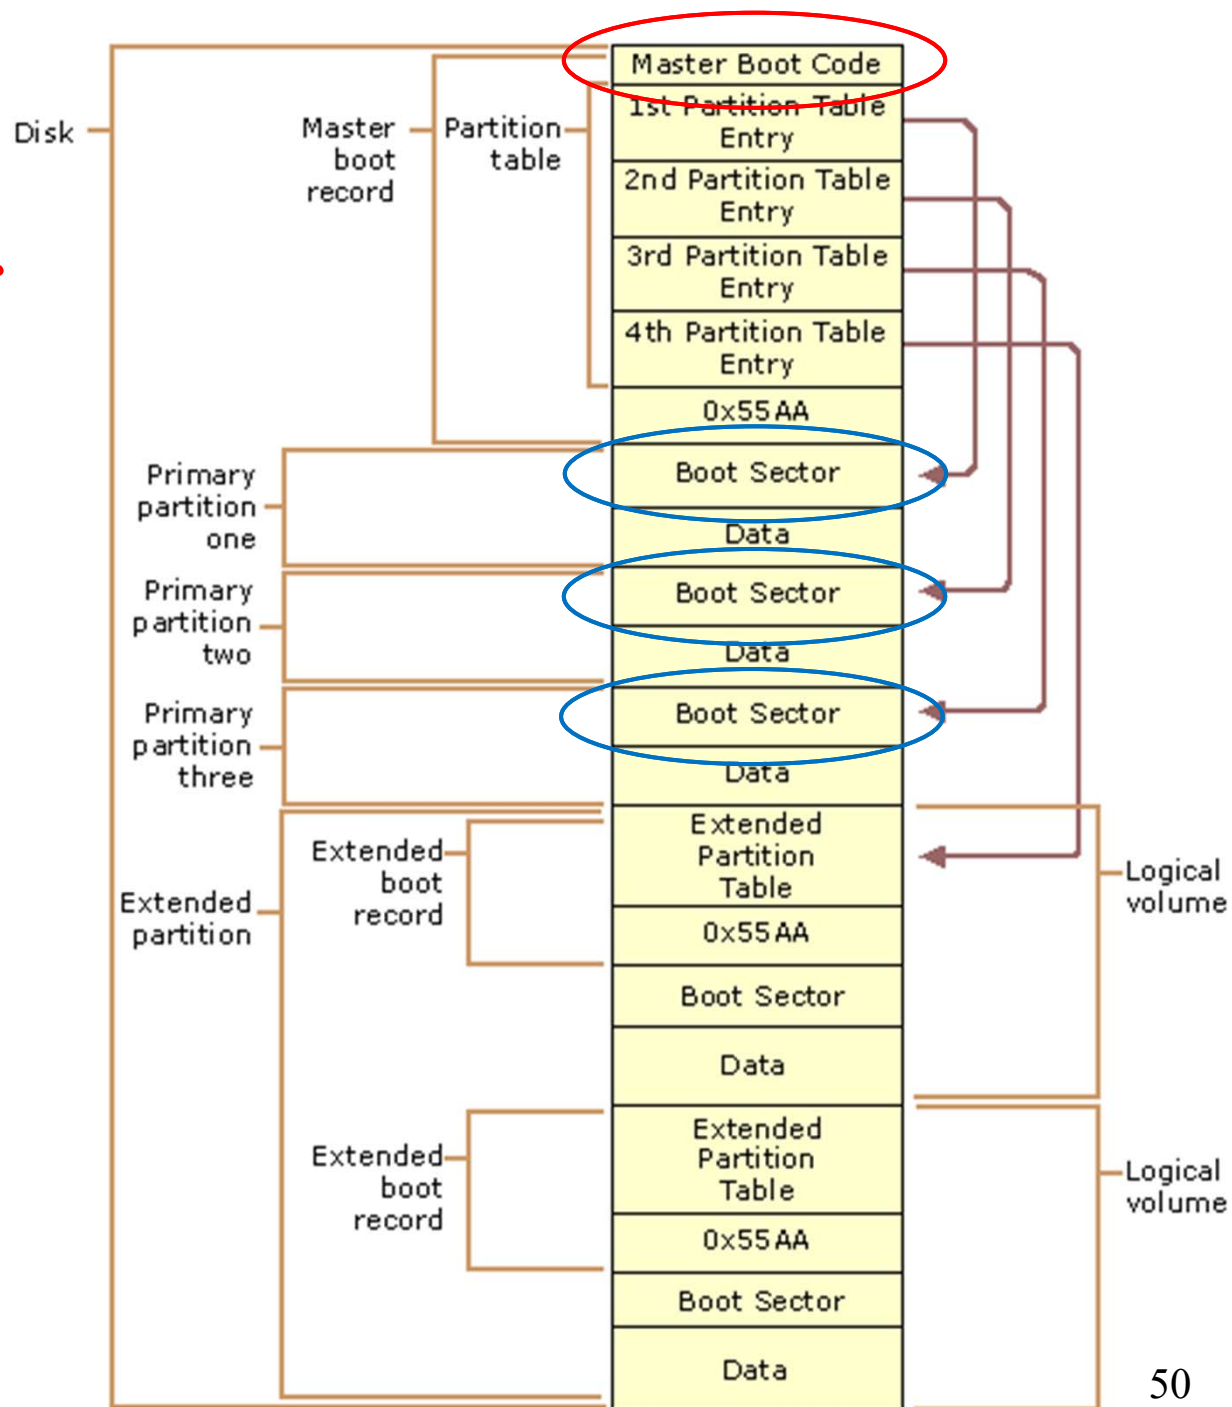 Disk
Master
boot
record
Partition
table
Master Boot Code
1st Partition Table
Entry
2nd Partition Table
Entry
3rd Partition Table
Entry
4th Partition Table
Entry
0x55AA
Primary
partition
one
Boot Sector
Data
Primary
partition
two
Boot Sector
Data
Primary
partition
three
Boot Sector
Data
Extended
partition
Extended
boot
record
Extended
Partition
Table
0x55AA
Boot Sector
Data
Logical
volume
Extended
boot
record
Extended
Partition
Table
0x55AA
Boot Sector
Data
Logical
volume
50